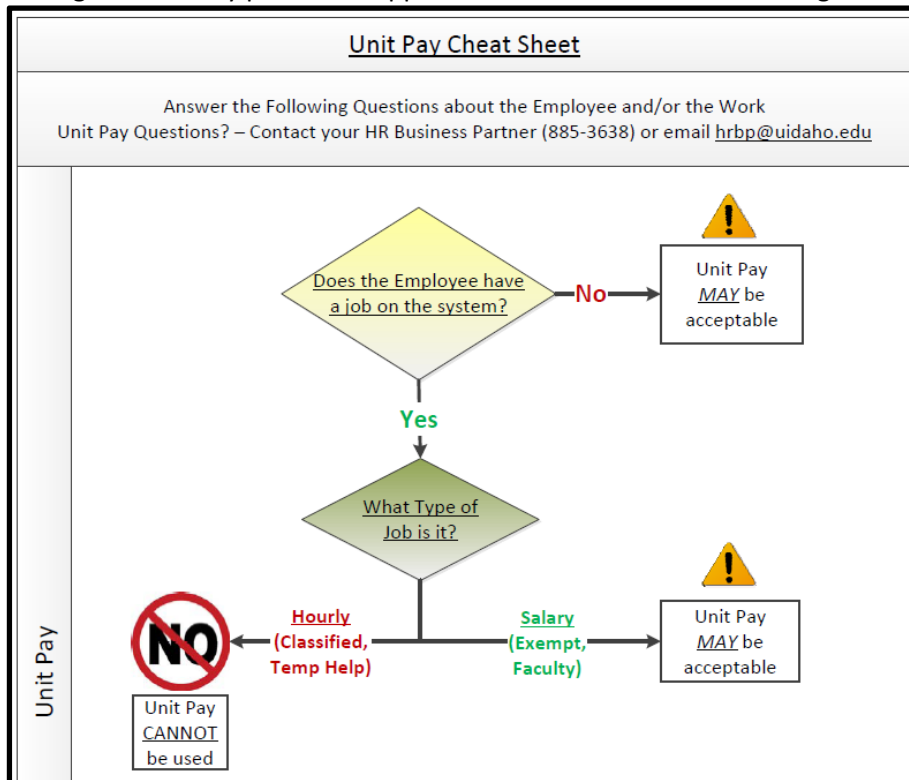 Unit Pay Cheat Sheet
Answer the Following Questions about the Employee and/or the Work
Unit Pay Questions? – Contact your HR Business Partner (885-3638) or email hrbp@uidaho.edu
Unit Pay
Does the Employee have
a job on the system?
No
Unit Pay
MAY be
acceptable
Yes
What Type of
Job is it?
Hourly
(Classified,
Temp Help)
NO
Unit Pay
CANNOT
be used
Salary
(Exempt,
Faculty)
Unit Pay
MAY be
acceptable